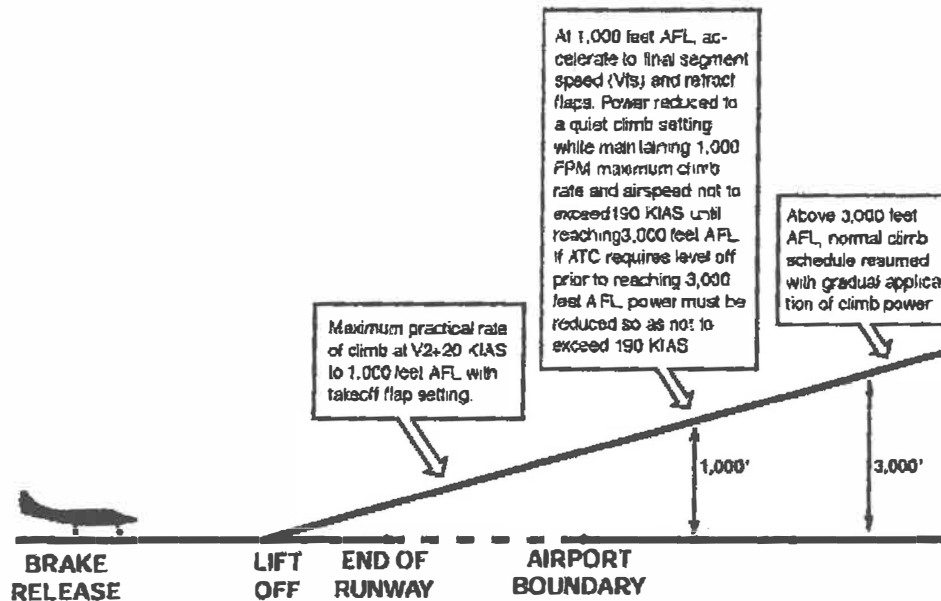 Maximum practical rate
of climb at V2+20 KIAS
to 1,000 feet AFL with
takeoff flap setting.
At 1,000 feet AFL, ac-
celerate to final segment
speed (Vfs) and retract
flaps. Power reduced to
a quiet climb setting
while maintaining 1,000
FPM maximum climb
rate and airspeed not to
exceed 190 KIAS until
reaching 3,000 feet AFL
If ATC requires level off
prior to reaching 3,000
feet AFL, power must be
reduced so as not to
exceed 190 KIAS
Above 3,000 feet
AFL, normal climb
schedule resumed
with gradual applica-
tion of climb power
1,000'
3,000'
BRAKE
RELEASE
LIFT
OFF
END OF
RUNWAY
AIRPORT
BOUNDARY